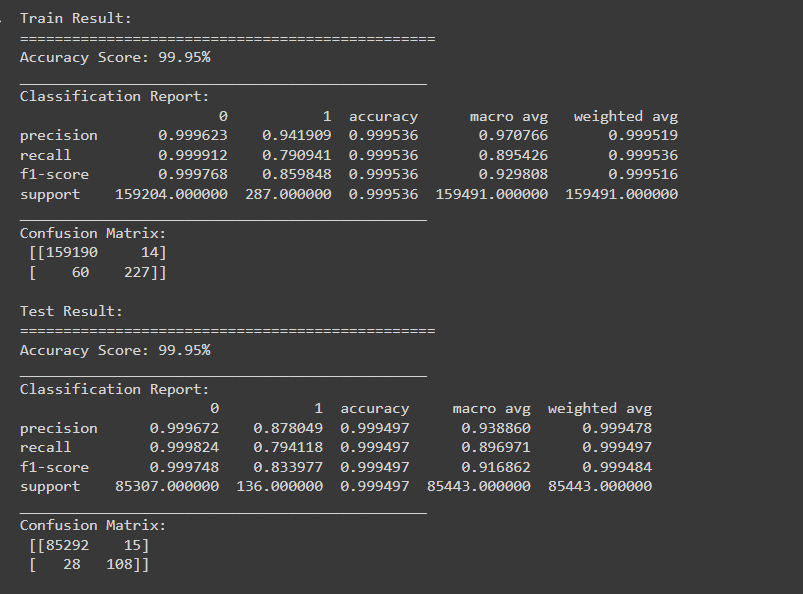 Train Result:
================================================
Accuracy Score: 99.95%
_______________________________________________
Classification Report:
                       0           1  accuracy      macro avg   weighted avg
precision       0.999623    0.941909  0.999536       0.970766       0.999519
recall          0.999912    0.790941  0.999536       0.895426       0.999536
f1-score        0.999768    0.859848  0.999536       0.929808       0.999516
support    159204.000000  287.000000  0.999536  159491.000000  159491.000000
_______________________________________________
Confusion Matrix:
 [[159190     14]
 [    60    227]]
Test Result:
================================================
Accuracy Score: 99.95%
_______________________________________________
Classification Report:
                      0           1  accuracy     macro avg  weighted avg
precision      0.999672    0.878049  0.999497      0.938860      0.999478
recall         0.999824    0.794118  0.999497      0.896971      0.999497
f1-score       0.999748    0.833977  0.999497      0.916862      0.999484
support    85307.000000  136.000000  0.999497  85443.000000  85443.000000
_______________________________________________
Confusion Matrix:
 [[85292    15]
 [   28   108]]